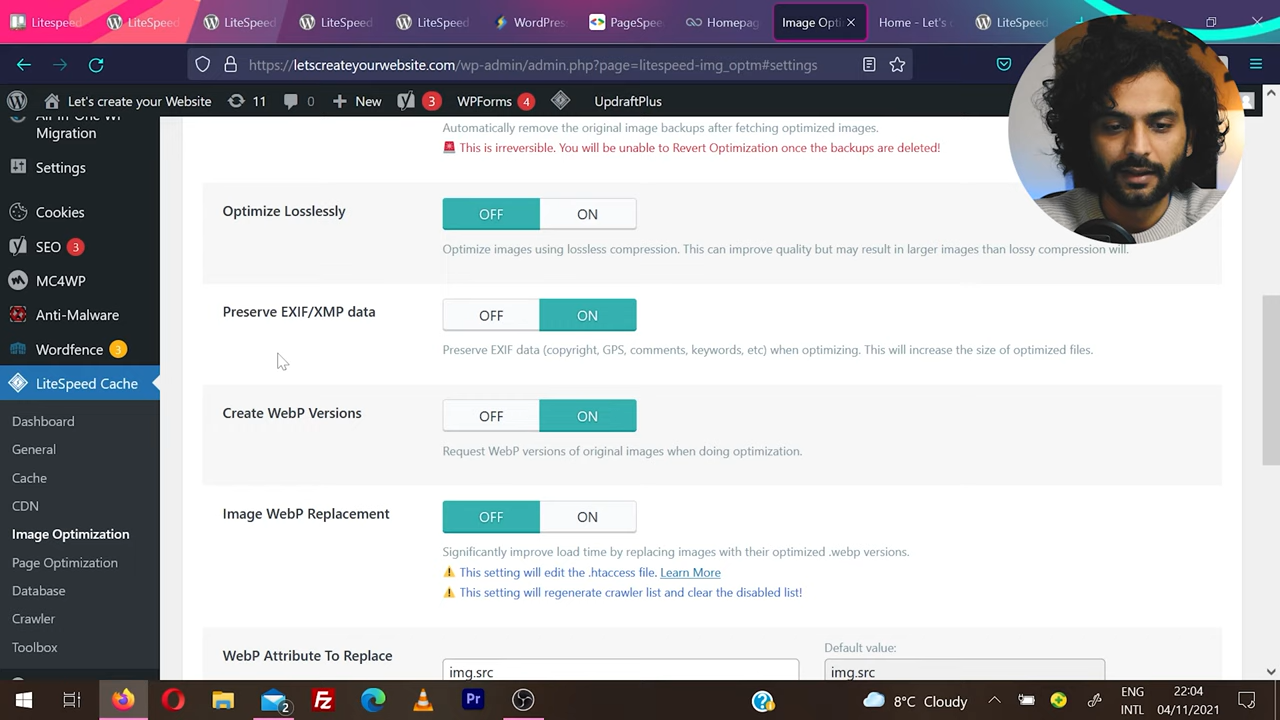 Litespeed
WordPress
LiteSpeed
LiteSpeed
LiteSpeed
WordPress
PageSpee
Homepag
Image Opti
Home - Let's c
LiteSpeed
https://letscreateyourwebsite.com/wp-admin/admin.php?page=litespeed-img_optm#settings
Let's create your Website
11
0
New
3
WPForms 4
UpdraftPlus
All-in-One WP
Migration
Settings
Cookies
SEO 3
MC4WP
Anti-Malware
Wordfence 3
LiteSpeed Cache
Dashboard
General
Cache
CDN
Image Optimization
Page Optimization
Database
Crawler
Toolbox
Automatically remove the original image backups after fetching optimized images.
This is irreversible. You will be unable to Revert Optimization once the backups are deleted!
Optimize Losslessly
OFF ON
Optimize images using lossless compression. This can improve quality but may result in larger images than lossy compression will.
Preserve EXIF/XMP data
OFF ON
Preserve EXIF data (copyright, GPS, comments, keywords, etc) when optimizing. This will increase the size of optimized files.
Create WebP Versions
OFF ON
Request WebP versions of original images when doing optimization.
Image WebP Replacement
OFF ON
Significantly improve load time by replacing images with their optimized .webp versions.
This setting will edit the .htaccess file. Learn More
This setting will regenerate crawler list and clear the disabled list!
WebP Attribute To Replace
img.src
Default value:
img.src
2
Pr
8°C Cloudy
ENG
INTL
22:04
04/11/2021